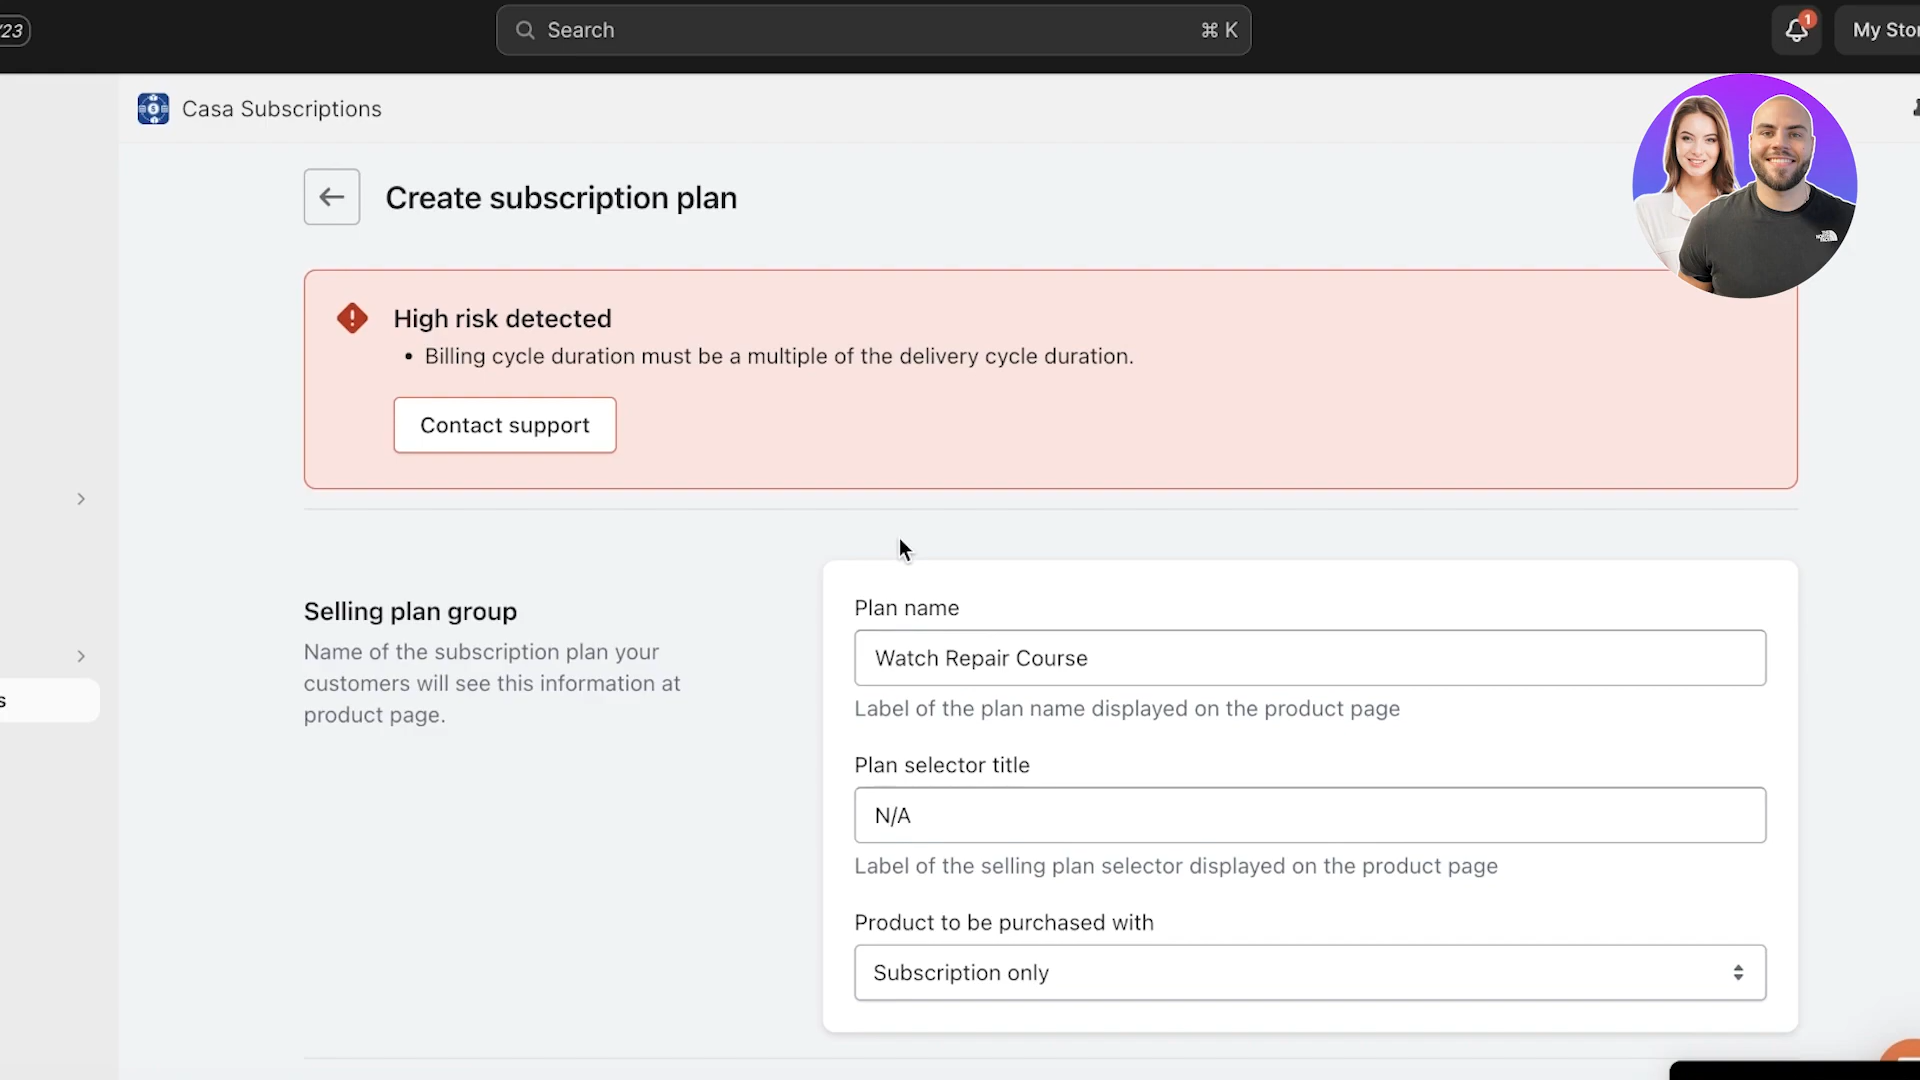 /23
Search
⌘ K
1
My Stor
Casa Subscriptions
Create subscription plan
High risk detected
• Billing cycle duration must be a multiple of the delivery cycle duration.
Contact support
Selling plan group
Name of the subscription plan your
customers will see this information at
product page.
s
Plan name
Watch Repair Course
Label of the plan name displayed on the product page
Plan selector title
N/A
Label of the selling plan selector displayed on the product page
Product to be purchased with
Subscription only